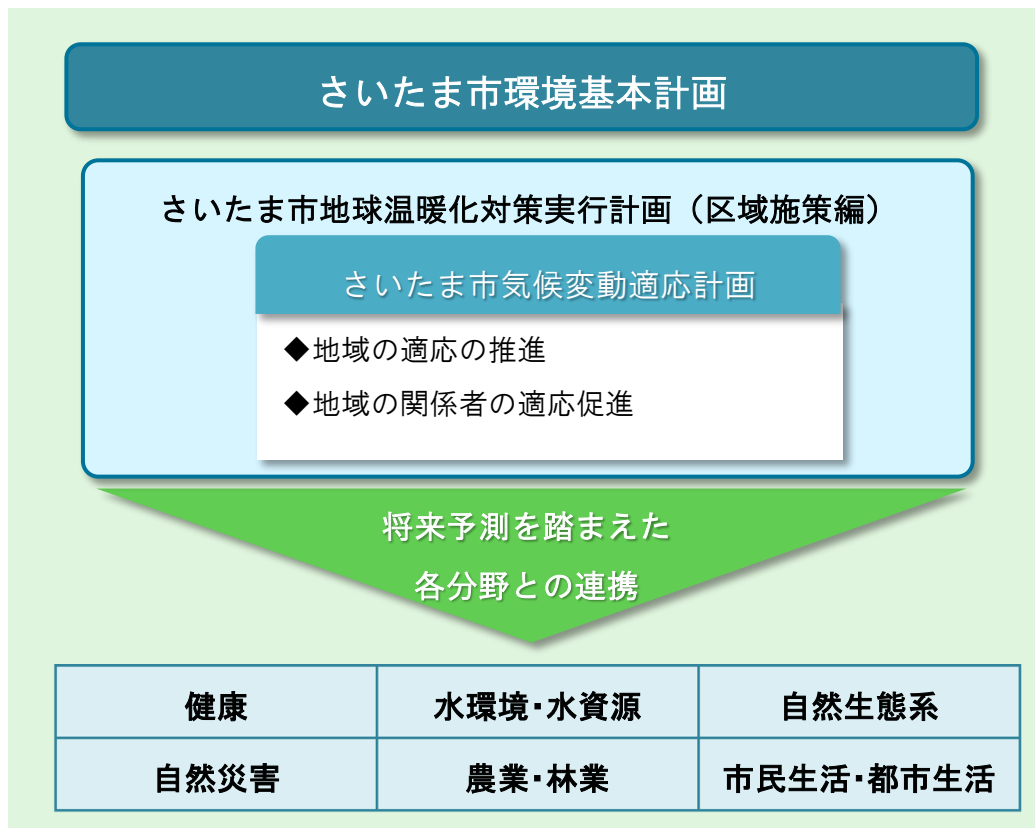 さいたま市環境基本計画
さいたま市地球温暖化対策実行計画（区域施策編）
さいたま市気候変動適応計画
◆地域の適応の推進
◆地域の関係者の適応促進
将来予測を踏まえた
各分野との連携
健康 水環境・水資源 自然生態系
自然災害 農業・林業 市民生活・都市生活